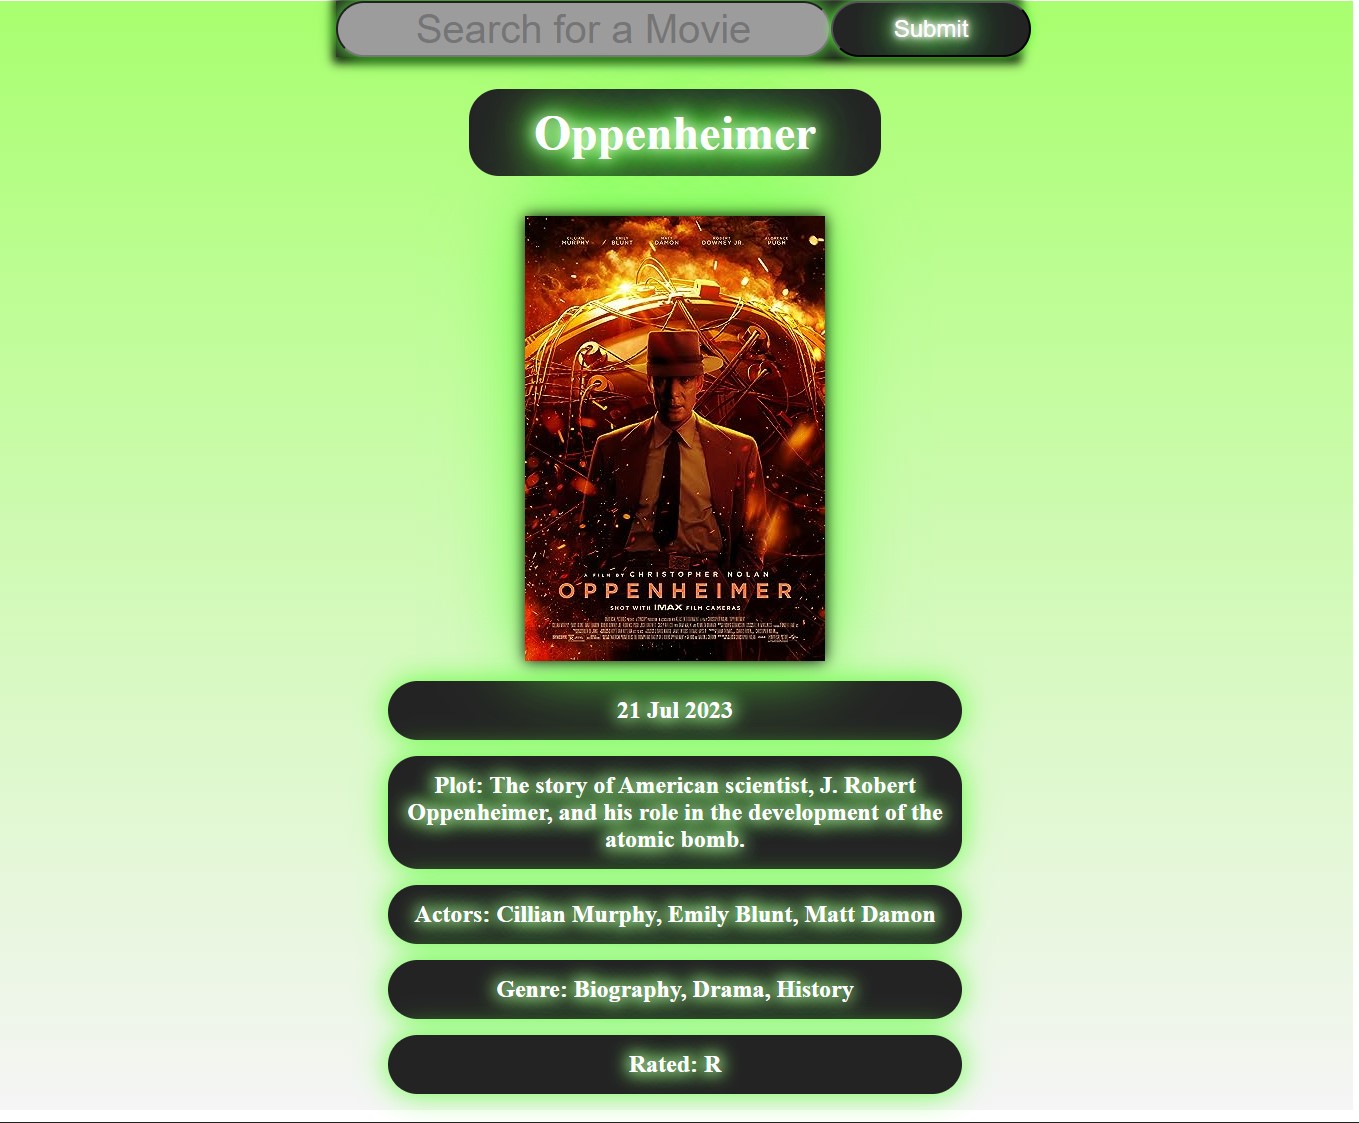 Search for a Movie
Submit
Oppenheimer
CILLIAN MURPHY / EMILY BLUNT / MATT DAMON ROBERT DOWNEY JR. FLORENCE PUGH
A FILM BY CHRISTOPHER NOLAN
OPPENHEIMER
SHOT WITH IMAX FILM CAMERAS
21 Jul 2023
Plot: The story of American scientist, J. Robert
Oppenheimer, and his role in the development of the
atomic bomb.
Actors: Cillian Murphy, Emily Blunt, Matt Damon
Genre: Biography, Drama, History
Rated: R